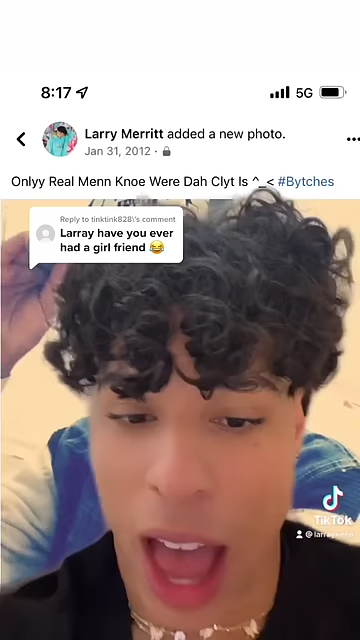 8:17
5G
Larry Merritt added a new photo.
Jan 31, 2012 ·
Onlyy Real Menn Knoe Were Dah Clyt Is ^_< #Bytches
Reply to tinktink828\'s comment
Larray have you ever
had a girl friend 😂
TikTok